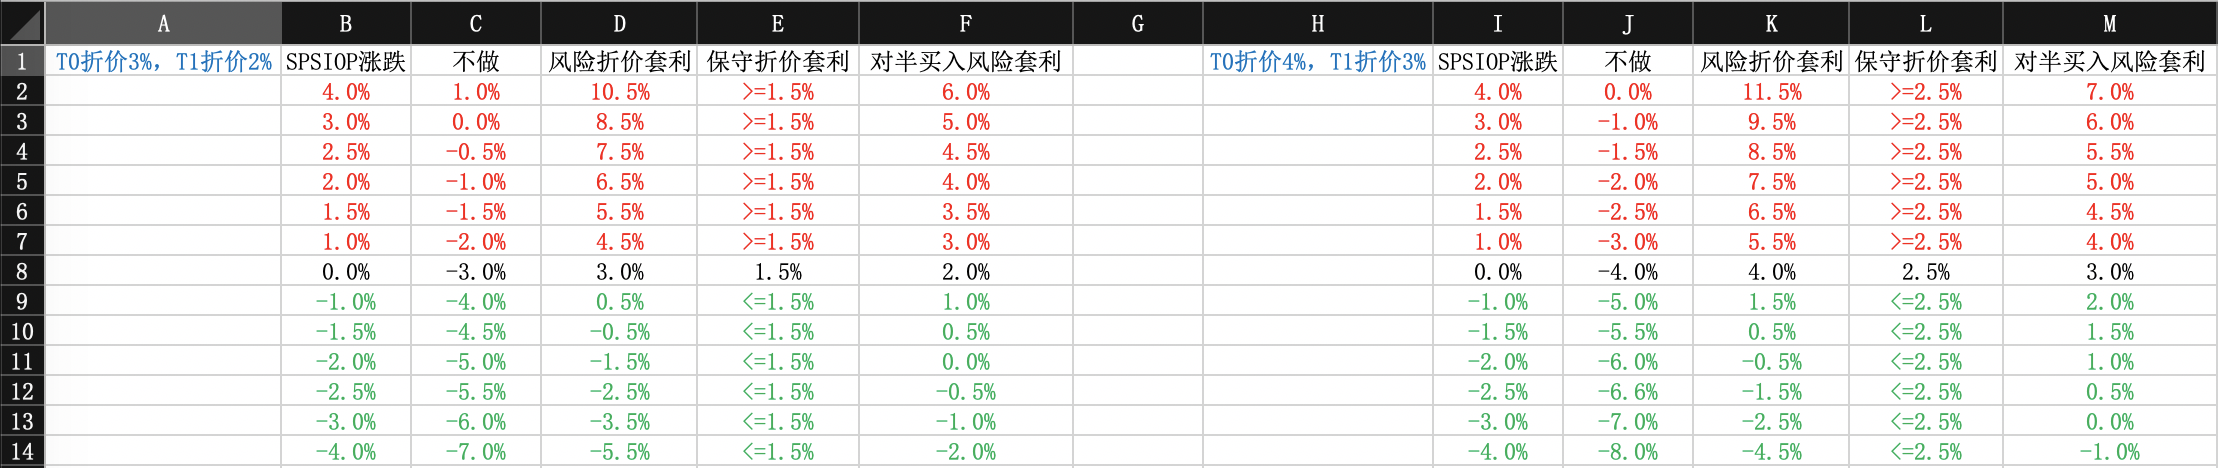 A B C D E F G H I J K L M
1 T0折价3%，T1折价2% SPSIOP涨跌 不做 风险折价套利 保守折价套利 对半买入风险套利 T0折价4%，T1折价3% SPSIOP涨跌 不做 风险折价套利 保守折价套利 对半买入风险套利
2 4.0% 1.0% 10.5% >=1.5% 6.0% 4.0% 0.0% 11.5% >=2.5% 7.0%
3 3.0% 0.0% 8.5% >=1.5% 5.0% 3.0% -1.0% 9.5% >=2.5% 6.0%
4 2.5% -0.5% 7.5% >=1.5% 4.5% 2.5% -1.5% 8.5% >=2.5% 5.5%
5 2.0% -1.0% 6.5% >=1.5% 4.0% 2.0% -2.0% 7.5% >=2.5% 5.0%
6 1.5% -1.5% 5.5% >=1.5% 3.5% 1.5% -2.5% 6.5% >=2.5% 4.5%
7 1.0% -2.0% 4.5% >=1.5% 3.0% 1.0% -3.0% 5.5% >=2.5% 4.0%
8 0.0% -3.0% 3.0% 1.5% 2.0% 0.0% -4.0% 4.0% 2.5% 3.0%
9 -1.0% -4.0% 0.5% <=1.5% 1.0% -1.0% -5.0% 1.5% <=2.5% 2.0%
10 -1.5% -4.5% -0.5% <=1.5% 0.5% -1.5% -5.5% 0.5% <=2.5% 1.5%
11 -2.0% -5.0% -1.5% <=1.5% 0.0% -2.0% -6.0% -0.5% <=2.5% 1.0%
12 -2.5% -5.5% -2.5% <=1.5% -0.5% -2.5% -6.6% -1.5% <=2.5% 0.5%
13 -3.0% -6.0% -3.5% <=1.5% -1.0% -3.0% -7.0% -2.5% <=2.5% 0.0%
14 -4.0% -7.0% -5.5% <=1.5% -2.0% -4.0% -8.0% -4.5% <=2.5% -1.0%